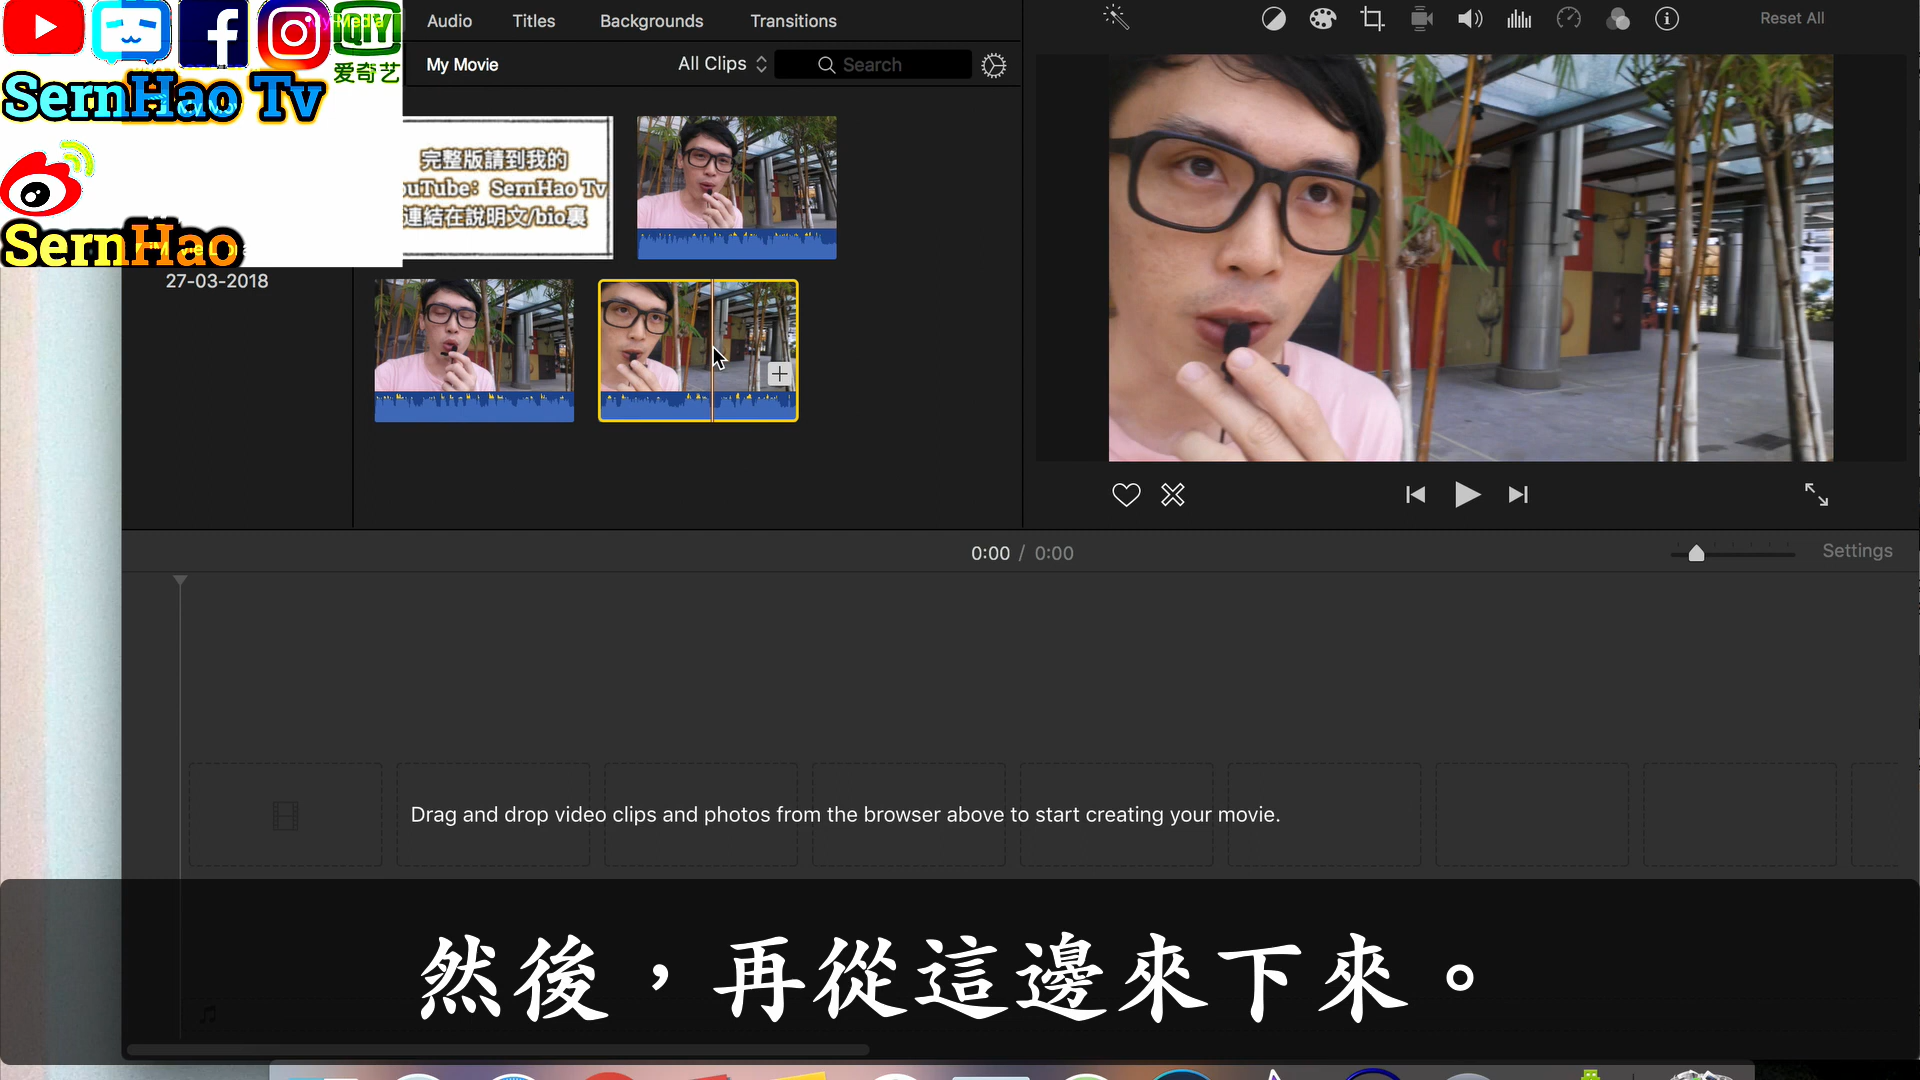 Audio
Titles
Backgrounds
Transitions
Reset All
QIY
爱奇艺
My Movie
All Clips
Search
SernHao Tv
完整版請到我的
ouTube: SernHao Tv
連結在說明文/bio裏
SernHao
27-03-2018
0:00 / 0:00
Settings
Drag and drop video clips and photos from the browser above to start creating your movie.
然後，再從這邊來下來。